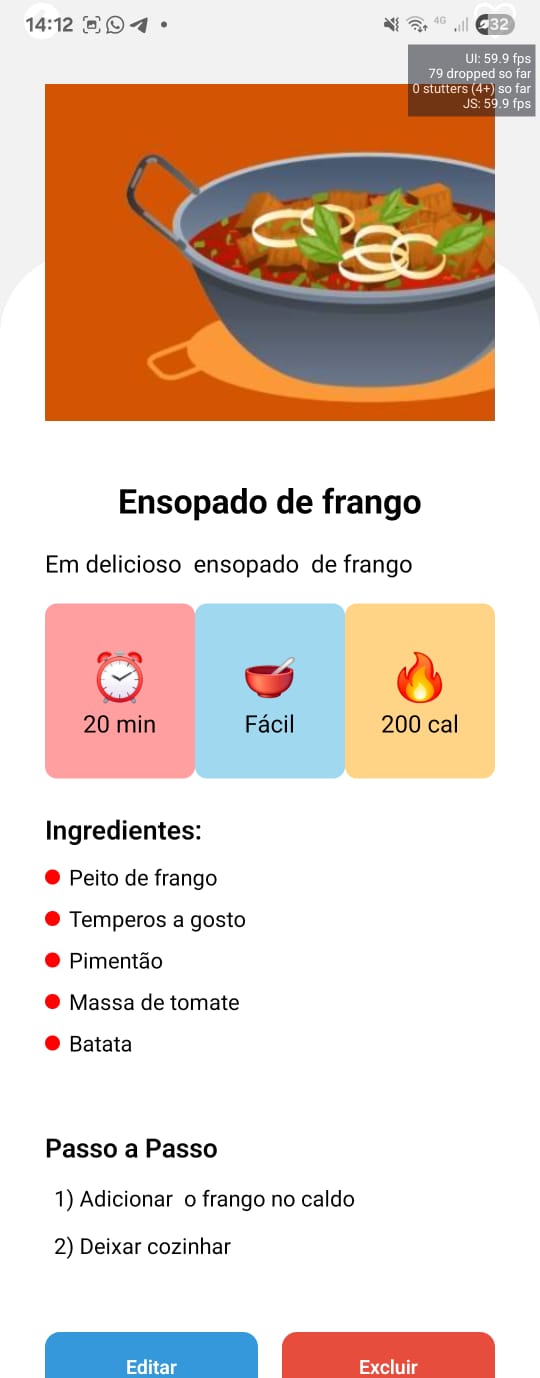 14:12
4G
32
UI: 59.9 fps
79 dropped so far
0 stutters (4+) so far
JS: 59.9 fps
Ensopado de frango
Em delicioso  ensopado  de frango
20 min
Fácil
200 cal
Ingredientes:
Peito de frango
Temperos a gosto
Pimentão
Massa de tomate
Batata
Passo a Passo
1) Adicionar  o frango no caldo
2) Deixar cozinhar
Editar
Excluir